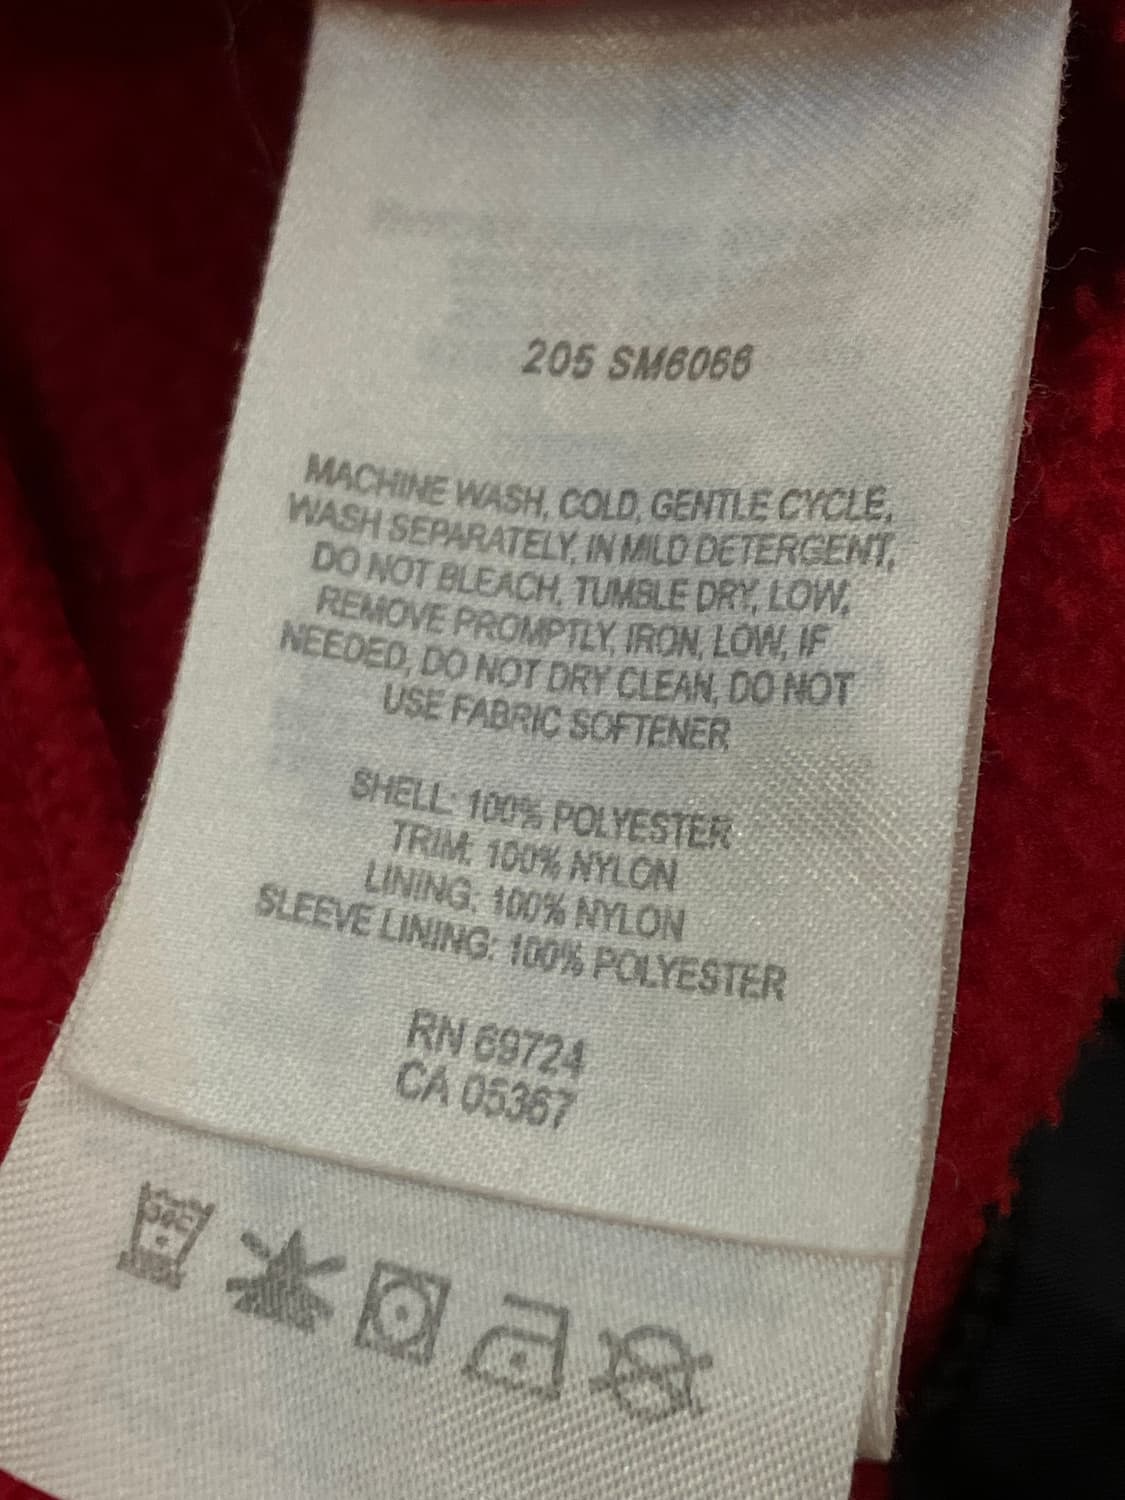 205 SM6066
MACHINE WASH, COLD, GENTLE CYCLE,
WASH SEPARATELY, IN MILD DETERGENT,
DO NOT BLEACH, TUMBLE DRY, LOW,
REMOVE PROMPTLY, IRON, LOW, IF
NEEDED, DO NOT DRY CLEAN, DO NOT
USE FABRIC SOFTENER
SHELL: 100% POLYESTER
TRIM: 100% NYLON
LINING: 100% NYLON
SLEEVE LINING: 100% POLYESTER
RN 69724
CA 05367